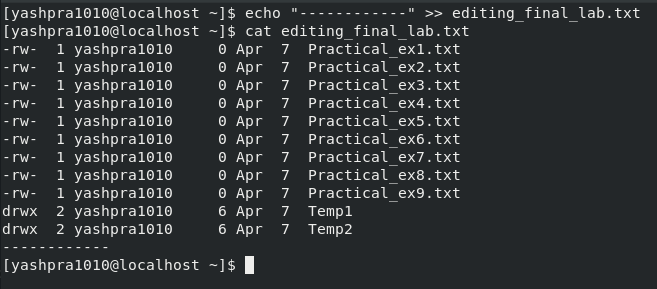 [yashpra1010@localhost ~]$ echo "------------" >> editing_final_lab.txt
[yashpra1010@localhost ~]$ cat editing_final_lab.txt
-rw-  1 yashpra1010     0 Apr  7  Practical_ex1.txt
-rw-  1 yashpra1010     0 Apr  7  Practical_ex2.txt
-rw-  1 yashpra1010     0 Apr  7  Practical_ex3.txt
-rw-  1 yashpra1010     0 Apr  7  Practical_ex4.txt
-rw-  1 yashpra1010     0 Apr  7  Practical_ex5.txt
-rw-  1 yashpra1010     0 Apr  7  Practical_ex6.txt
-rw-  1 yashpra1010     0 Apr  7  Practical_ex7.txt
-rw-  1 yashpra1010     0 Apr  7  Practical_ex8.txt
-rw-  1 yashpra1010     0 Apr  7  Practical_ex9.txt
drwx  2 yashpra1010     6 Apr  7  Temp1
drwx  2 yashpra1010     6 Apr  7  Temp2
------------
[yashpra1010@localhost ~]$